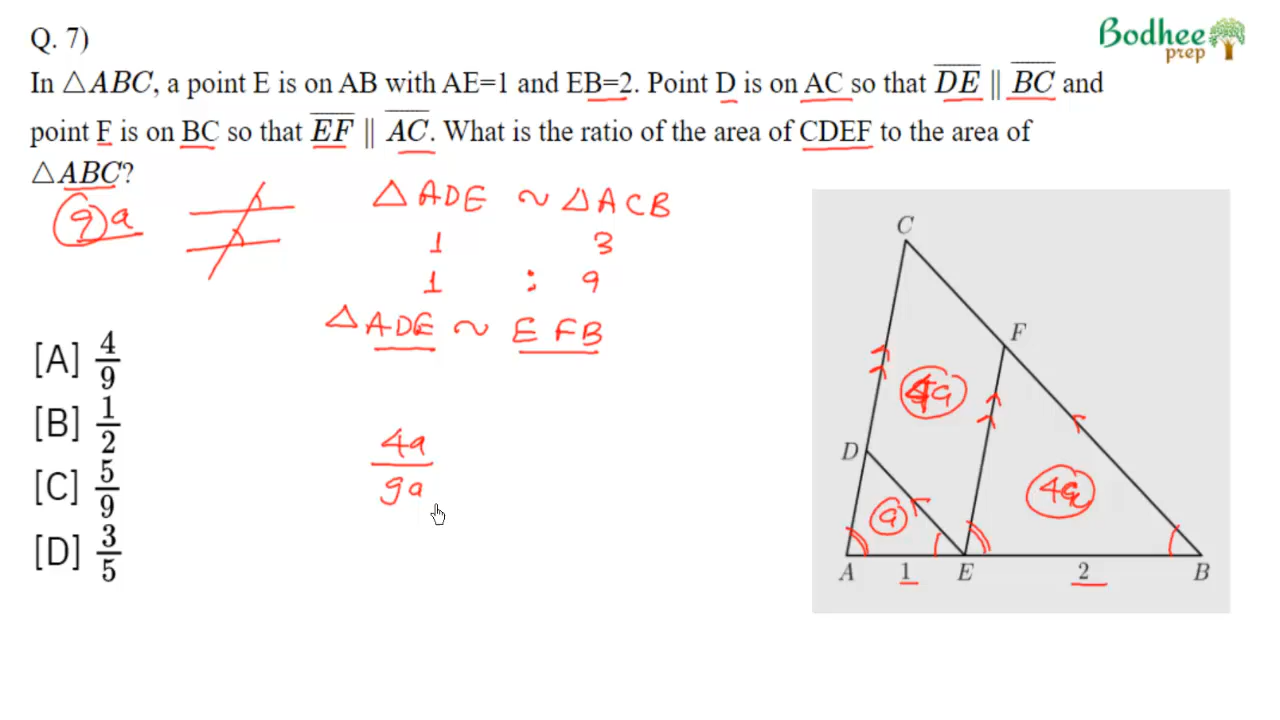 Bodhee
prep
Q. 7)
In △ABC, a point E is on AB with AE=1 and EB=2. Point D is on AC so that DE ∥ BC and
point F is on BC so that EF ∥ AC. What is the ratio of the area of CDEF to the area of
△ABC?
9a
△ADE ~ △ACB
1 3
1 : 9
△ADE ~ EFB
[A] 4/9
[B] 1/2
[C] 5/9
[D] 3/5
4a
9a
C
F
4a
D
4a
a
A 1 E 2 B